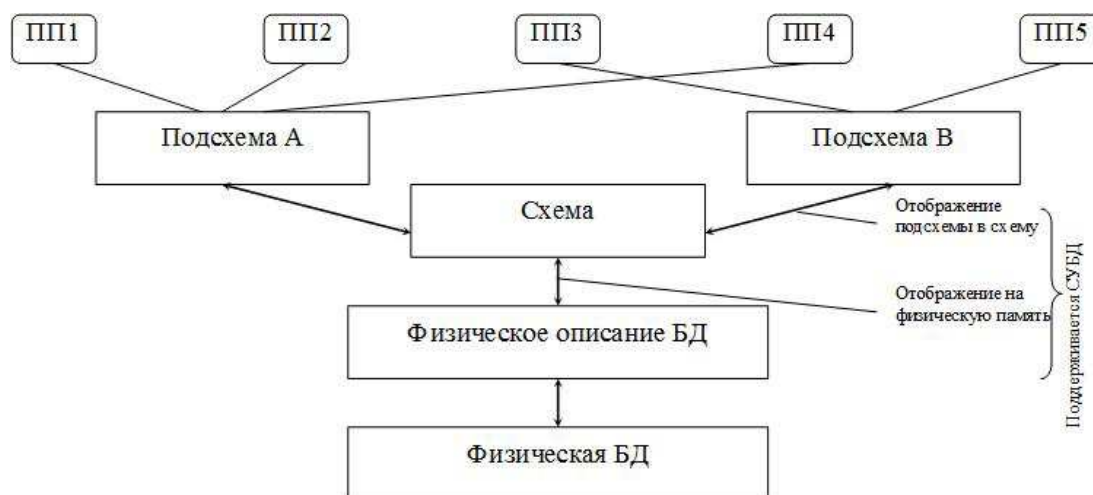 ПП1
ПП2
ПП3
ПП4
ПП5
Подсхема А
Подсхема В
Схема
Отображение
подсхемы в схему
Отображение на
физическую память
Поддерживается СУБД
Физическое описание БД
Физическая БД